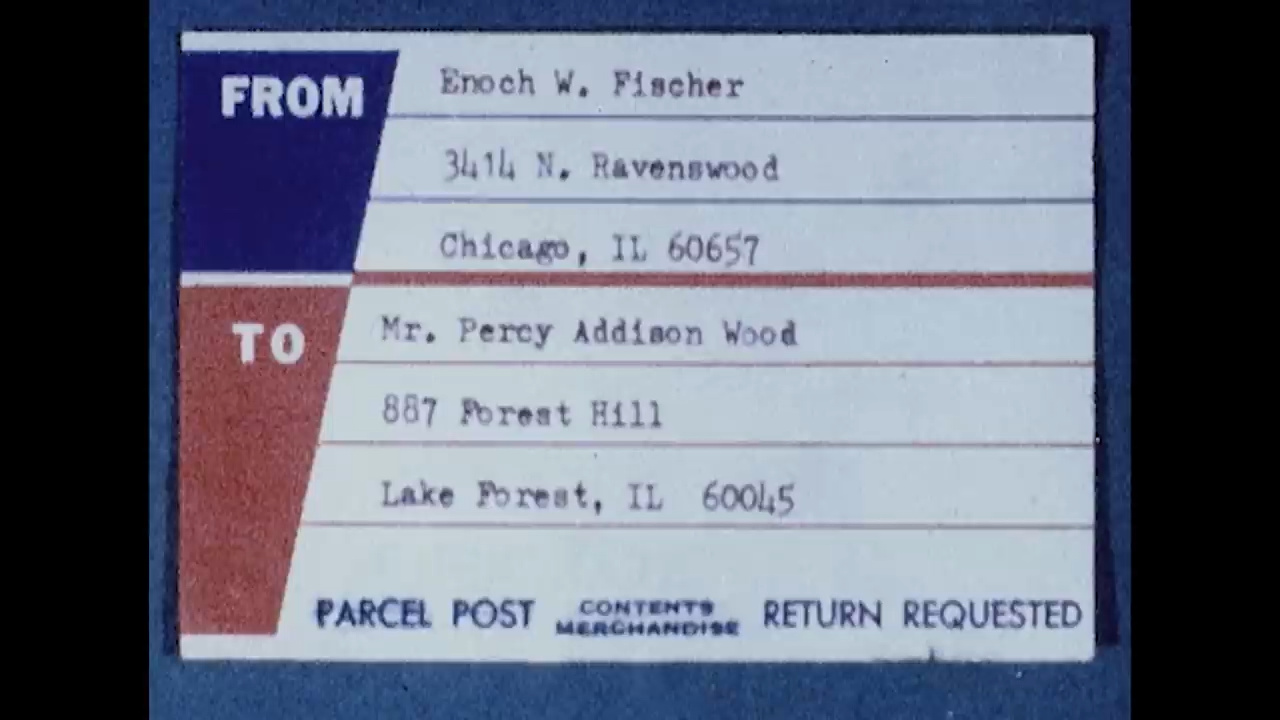 FROM
Enoch W. Fischer
3414 N. Ravenswood
Chicago, IL 60657
TO
Mr. Percy Addison Wood
887 Forest Hill
Lake Forest, IL 60045
PARCEL POST CONTENTS MERCHANDISE RETURN REQUESTED